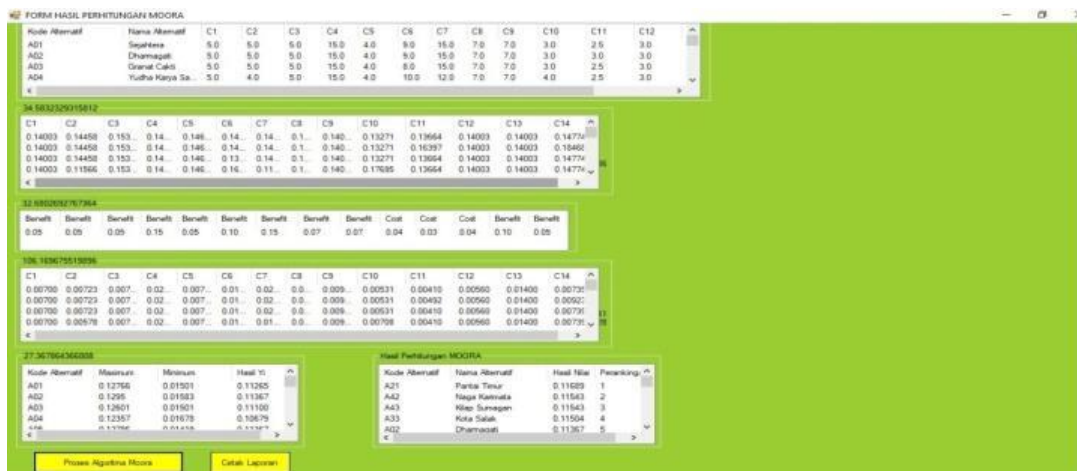 FORM HASIL PERHITUNGAN MOORA
Kode Alternatif Nama Alternatif C1 C2 C3 C4 C5 C6 C7 C8 C9 C10 C11 C12
A01 Sejahtera 5.0 5.0 5.0 15.0 4.0 9.0 15.0 7.0 7.0 3.0 2.5 3.0
A02 Dharmagati 5.0 5.0 5.0 15.0 4.0 9.0 15.0 7.0 7.0 3.0 3.0 3.0
A03 Granat Cakti 5.0 5.0 5.0 15.0 4.0 8.0 15.0 7.0 7.0 3.0 2.5 3.0
A04 Yudha Karya Sa... 5.0 4.0 5.0 15.0 4.0 10.0 12.0 7.0 7.0 4.0 2.5 3.0
C1 C2 C3 C4 C5 C6 C7 C8 C9 C10 C11 C12 C13 C14
0.14003 0.14458 0.153... 0.14... 0.146... 0.14... 0.14... 0.1... 0.140... 0.13271 0.13664 0.14003 0.14003 0.14774
0.14003 0.14458 0.153... 0.14... 0.146... 0.14... 0.14... 0.1... 0.140... 0.13271 0.16397 0.14003 0.14003 0.18468
0.14003 0.14458 0.153... 0.14... 0.146... 0.13... 0.14... 0.1... 0.140... 0.13271 0.13664 0.14003 0.14003 0.14774
0.14003 0.11566 0.153... 0.14... 0.146... 0.16... 0.11... 0.1... 0.140... 0.17695 0.13664 0.14003 0.14003 0.14774
Benefit Benefit Benefit Benefit Benefit Benefit Benefit Benefit Benefit Cost Cost Cost Benefit Benefit
0.05 0.05 0.05 0.15 0.05 0.10 0.15 0.07 0.07 0.04 0.03 0.04 0.10 0.05
C1 C2 C3 C4 C5 C6 C7 C8 C9 C10 C11 C12 C13 C14
0.00700 0.00723 0.007... 0.02... 0.007... 0.01... 0.02... 0.0... 0.009... 0.00531 0.00410 0.00560 0.01400
0.00700 0.00723 0.007... 0.02... 0.007... 0.01... 0.02... 0.0... 0.009... 0.00531 0.00492 0.00560 0.01400
0.00700 0.00723 0.007... 0.02... 0.007... 0.01... 0.02... 0.0... 0.009... 0.00531 0.00410 0.00560 0.01400
0.00700 0.00578 0.007... 0.02... 0.007... 0.01... 0.01... 0.0... 0.009... 0.00708 0.00410 0.00560 0.01400
Hasil Perhitungan MOORA
Kode Alternatif Maximum Minimum Hasil Yi
A01 0.12766 0.01501 0.11265
A02 0.1295 0.01583 0.11367
A03 0.12601 0.01501 0.11100
A04 0.12357 0.01678 0.10679
Kode Alternatif Nama Alternatif Hasil Nilai Perankinga
A21 Pantai Timur 0.11689 1
A42 Naga Karimata 0.11543 2
A43 Kilap Sumagan 0.11543 3
A33 Kota Salak 0.11504 4
A02 Dharmagati 0.11367 5
Proses Algoritma Moora
Cetak Laporan